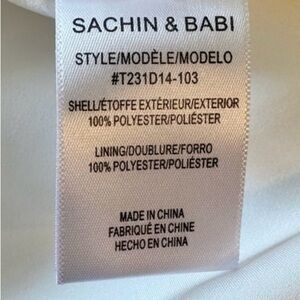 SACHIN & BABI
STYLE/MODÈLE/MODELO
#T231D14-103
SHELL/ÉTOFFE EXTÉRIEUR/EXTERIOR
100% POLYESTER/POLIÉSTER
LINING/DOUBLURE/FORRO
100% POLYESTER/POLIÉSTER
MADE IN CHINA
FABRIQUÉ EN CHINE
HECHO EN CHINA